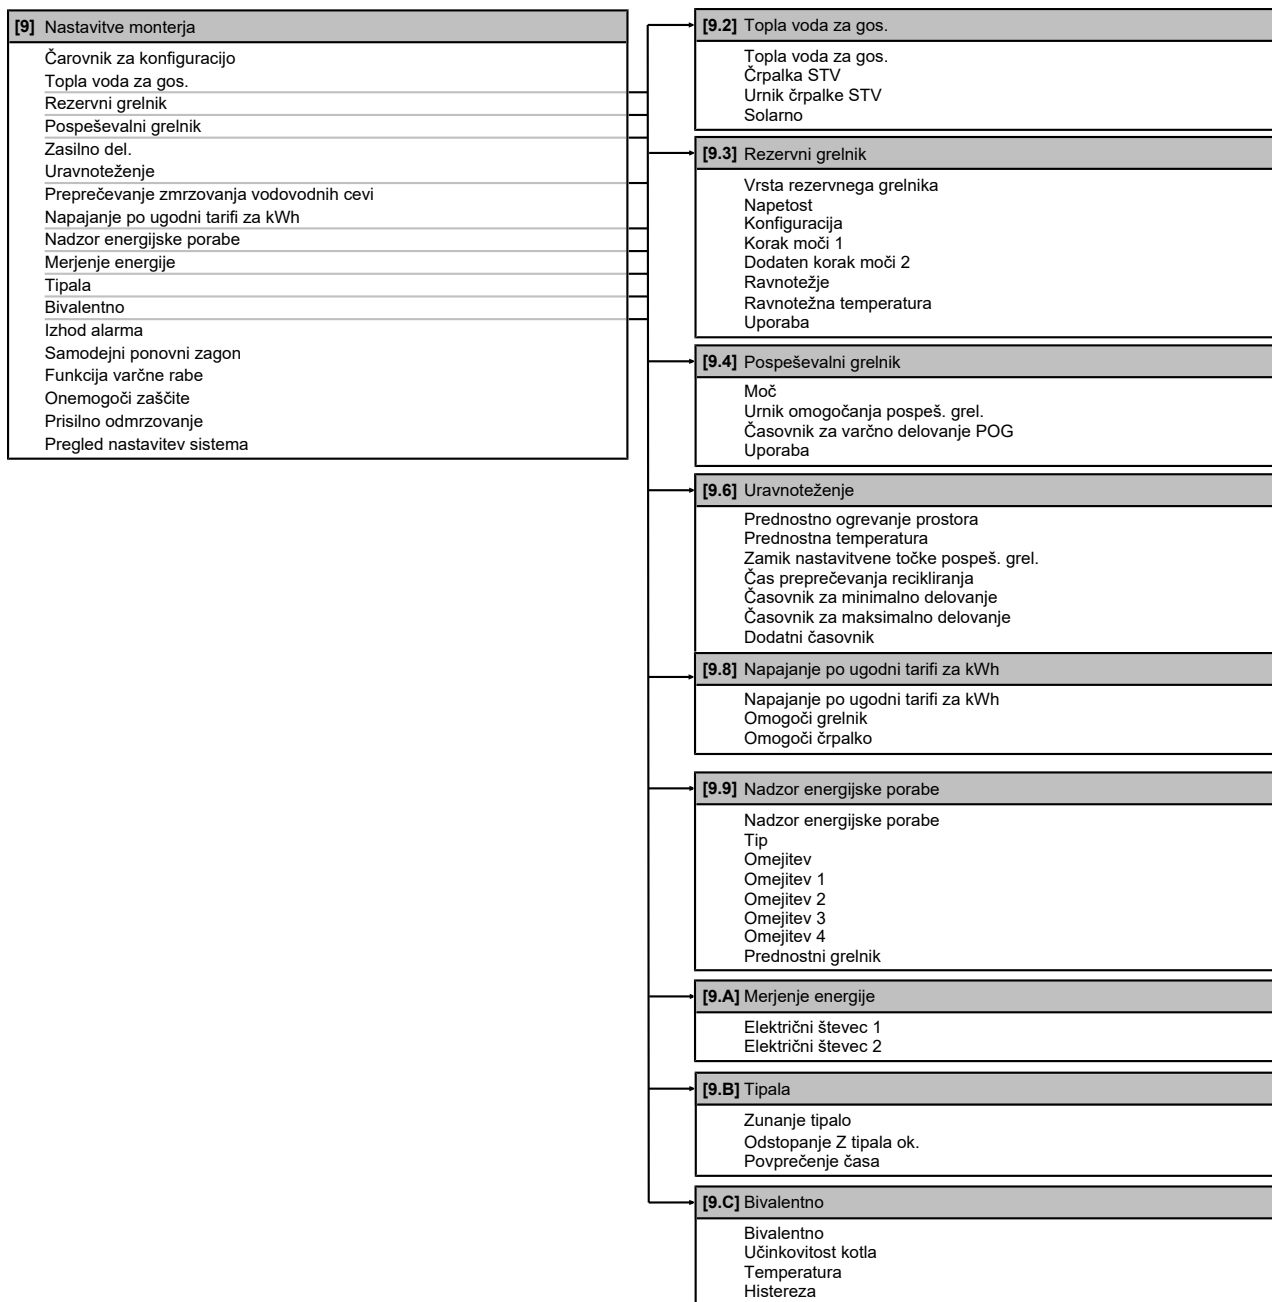 [9] Nastavitve monterja
Čarovnik za konfiguracijo
Topla voda za gos.
Rezervni grelnik
Pospeševalni grelnik
Zasilno del.
Uravnoteženje
Preprečevanje zmrzovanja vodovodnih cevi
Napajanje po ugodni tarifi za kWh
Nadzor energijske porabe
Merjenje energije
Tipala
Bivalentno
Izhod alarma
Samodejni ponovni zagon
Funkcija varčne rabe
Onemogoči zaščite
Prisilno odmrzovanje
Pregled nastavitev sistema
[9.2] Topla voda za gos.
Topla voda za gos.
Črpalka STV
Urnik črpalke STV
Solarno
[9.3] Rezervni grelnik
Vrsta rezervnega grelnika
Napetost
Konfiguracija
Korak moči 1
Dodaten korak moči 2
Ravnotežje
Ravnotežna temperatura
Uporaba
[9.4] Pospeševalni grelnik
Moč
Urnik omogočanja pospeš. grel.
Časovnik za varčno delovanje POG
Uporaba
[9.6] Uravnoteženje
Prednostno ogrevanje prostora
Prednostna temperatura
Zamik nastavitvene točke pospeš. grel.
Čas preprečevanja recikliranja
Časovnik za minimalno delovanje
Časovnik za maksimalno delovanje
Dodatni časovnik
[9.8] Napajanje po ugodni tarifi za kWh
Napajanje po ugodni tarifi za kWh
Omogoči grelnik
Omogoči črpalko
[9.9] Nadzor energijske porabe
Nadzor energijske porabe
Tip
Omejitev
Omejitev 1
Omejitev 2
Omejitev 3
Omejitev 4
Prednostni grelnik
[9.A] Merjenje energije
Električni števec 1
Električni števec 2
[9.B] Tipala
Zunanje tipalo
Odstopanje Z tipala ok.
Povprečenje časa
[9.C] Bivalentno
Bivalentno
Učinkovitost kotla
Temperatura
Histereza